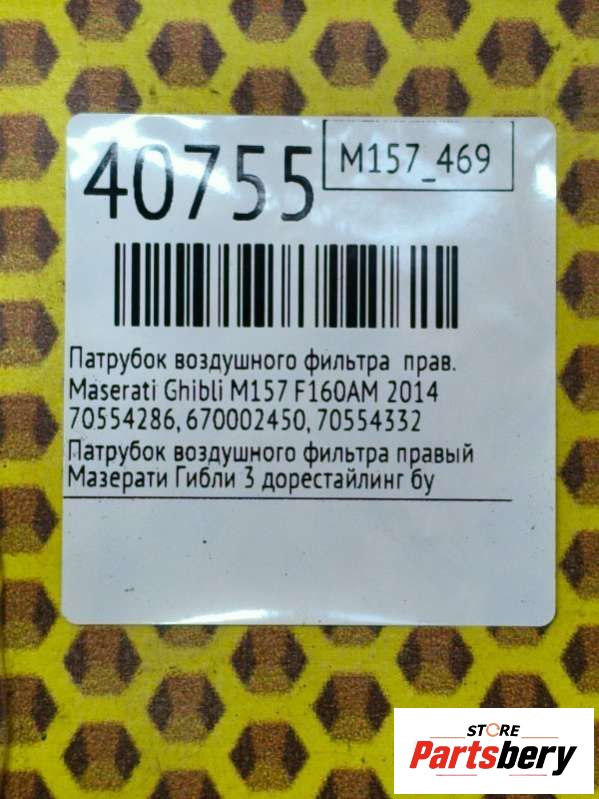 40755
M157_469
Патрубок воздушного фильтра прав.
Maserati Ghibli M157 F160AM 2014
70554286, 670002450, 70554332
Патрубок воздушного фильтра правый
Мазерати Гибли 3 дорестайлинг бу
STORE
Partsbery